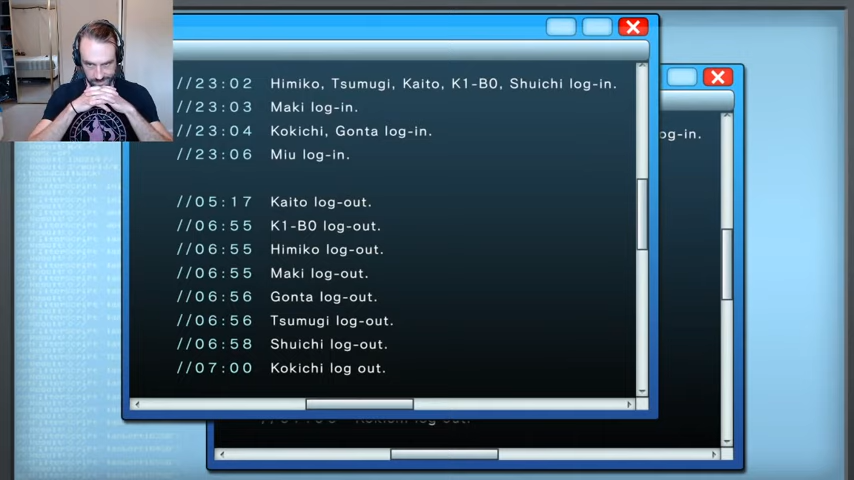 //23:02 Himiko, Tsumugi, Kaito, K1-B0, Shuichi log-in.
//23:03 Maki log-in.
//23:04 Kokichi, Gonta log-in.
//23:06 Miu log-in.
//05:17 Kaito log-out.
//06:55 K1-B0 log-out.
//06:55 Himiko log-out.
//06:55 Maki log-out.
//06:56 Gonta log-out.
//06:56 Tsumugi log-out.
//06:58 Shuichi log-out.
//07:00 Kokichi log out.
og-in.